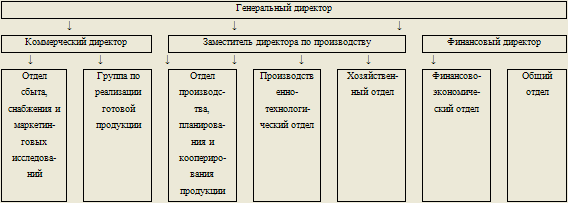 Генеральный директор
Коммерческий директор
Заместитель директора по производству
Финансовый директор
Отдел
сбыта,
снабжения и
маркетин-
говых
исследова-
ний
Группа по
реализации
готовой
продукции
Отдел
производс-
тва,
планирова-
ния и
коопериро-
вания
продукции
Производств
енно-
технологи-
ческий отдел
Хозяйствен-
ный отдел
Финансово-
экономиче-
ский отдел
Общий
отдел